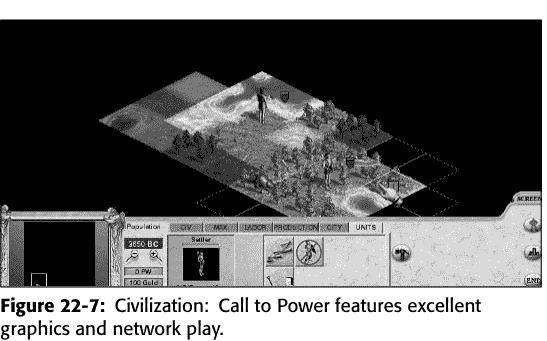 SCREEN
Population
CIV
MAX
LABOR
PRODUCTION
CITY
UNITS
3650 BC
Settler
0 PW
100 Gold
END
Figure 22-7: Civilization: Call to Power features excellent
graphics and network play.